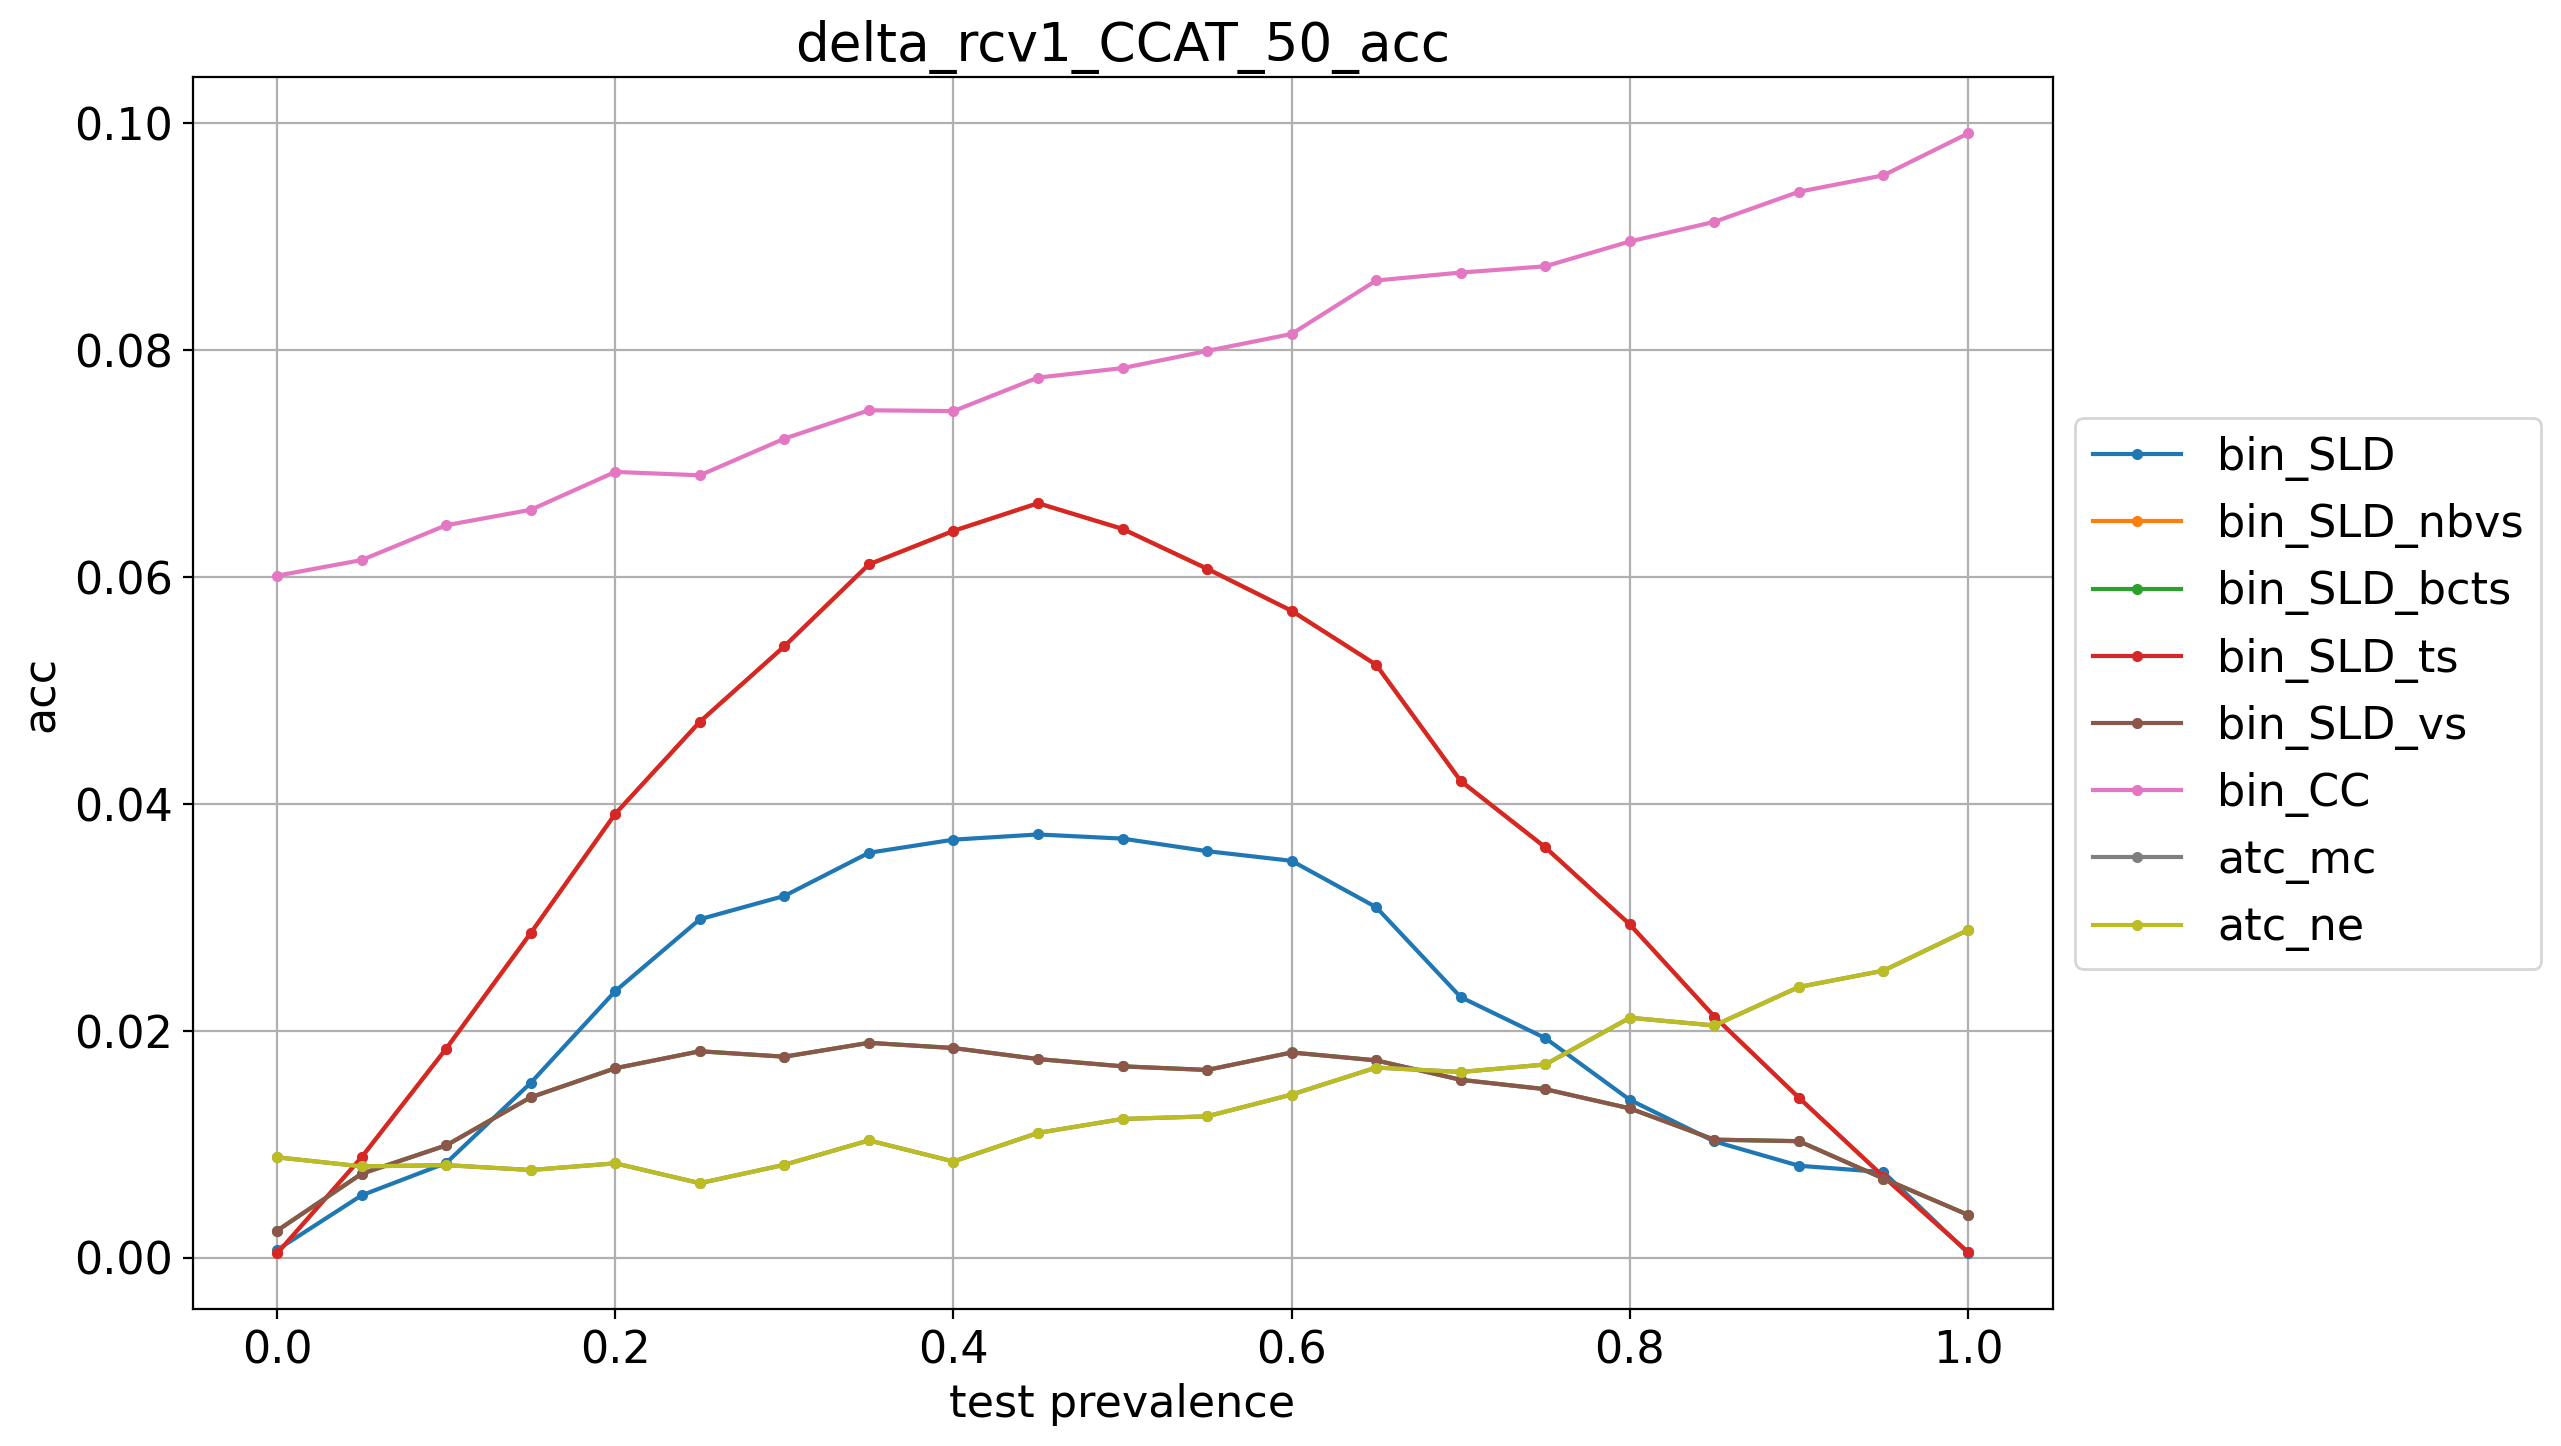 delta_rcv1_CCAT_50_acc
0.10
0.08
0.06
0.04
0.02
0.00
acc
0.0 0.2 0.4 0.6 0.8 1.0
test prevalence
bin_SLD
bin_SLD_nbvs
bin_SLD_bcts
bin_SLD_ts
bin_SLD_vs
bin_CC
atc_mc
atc_ne